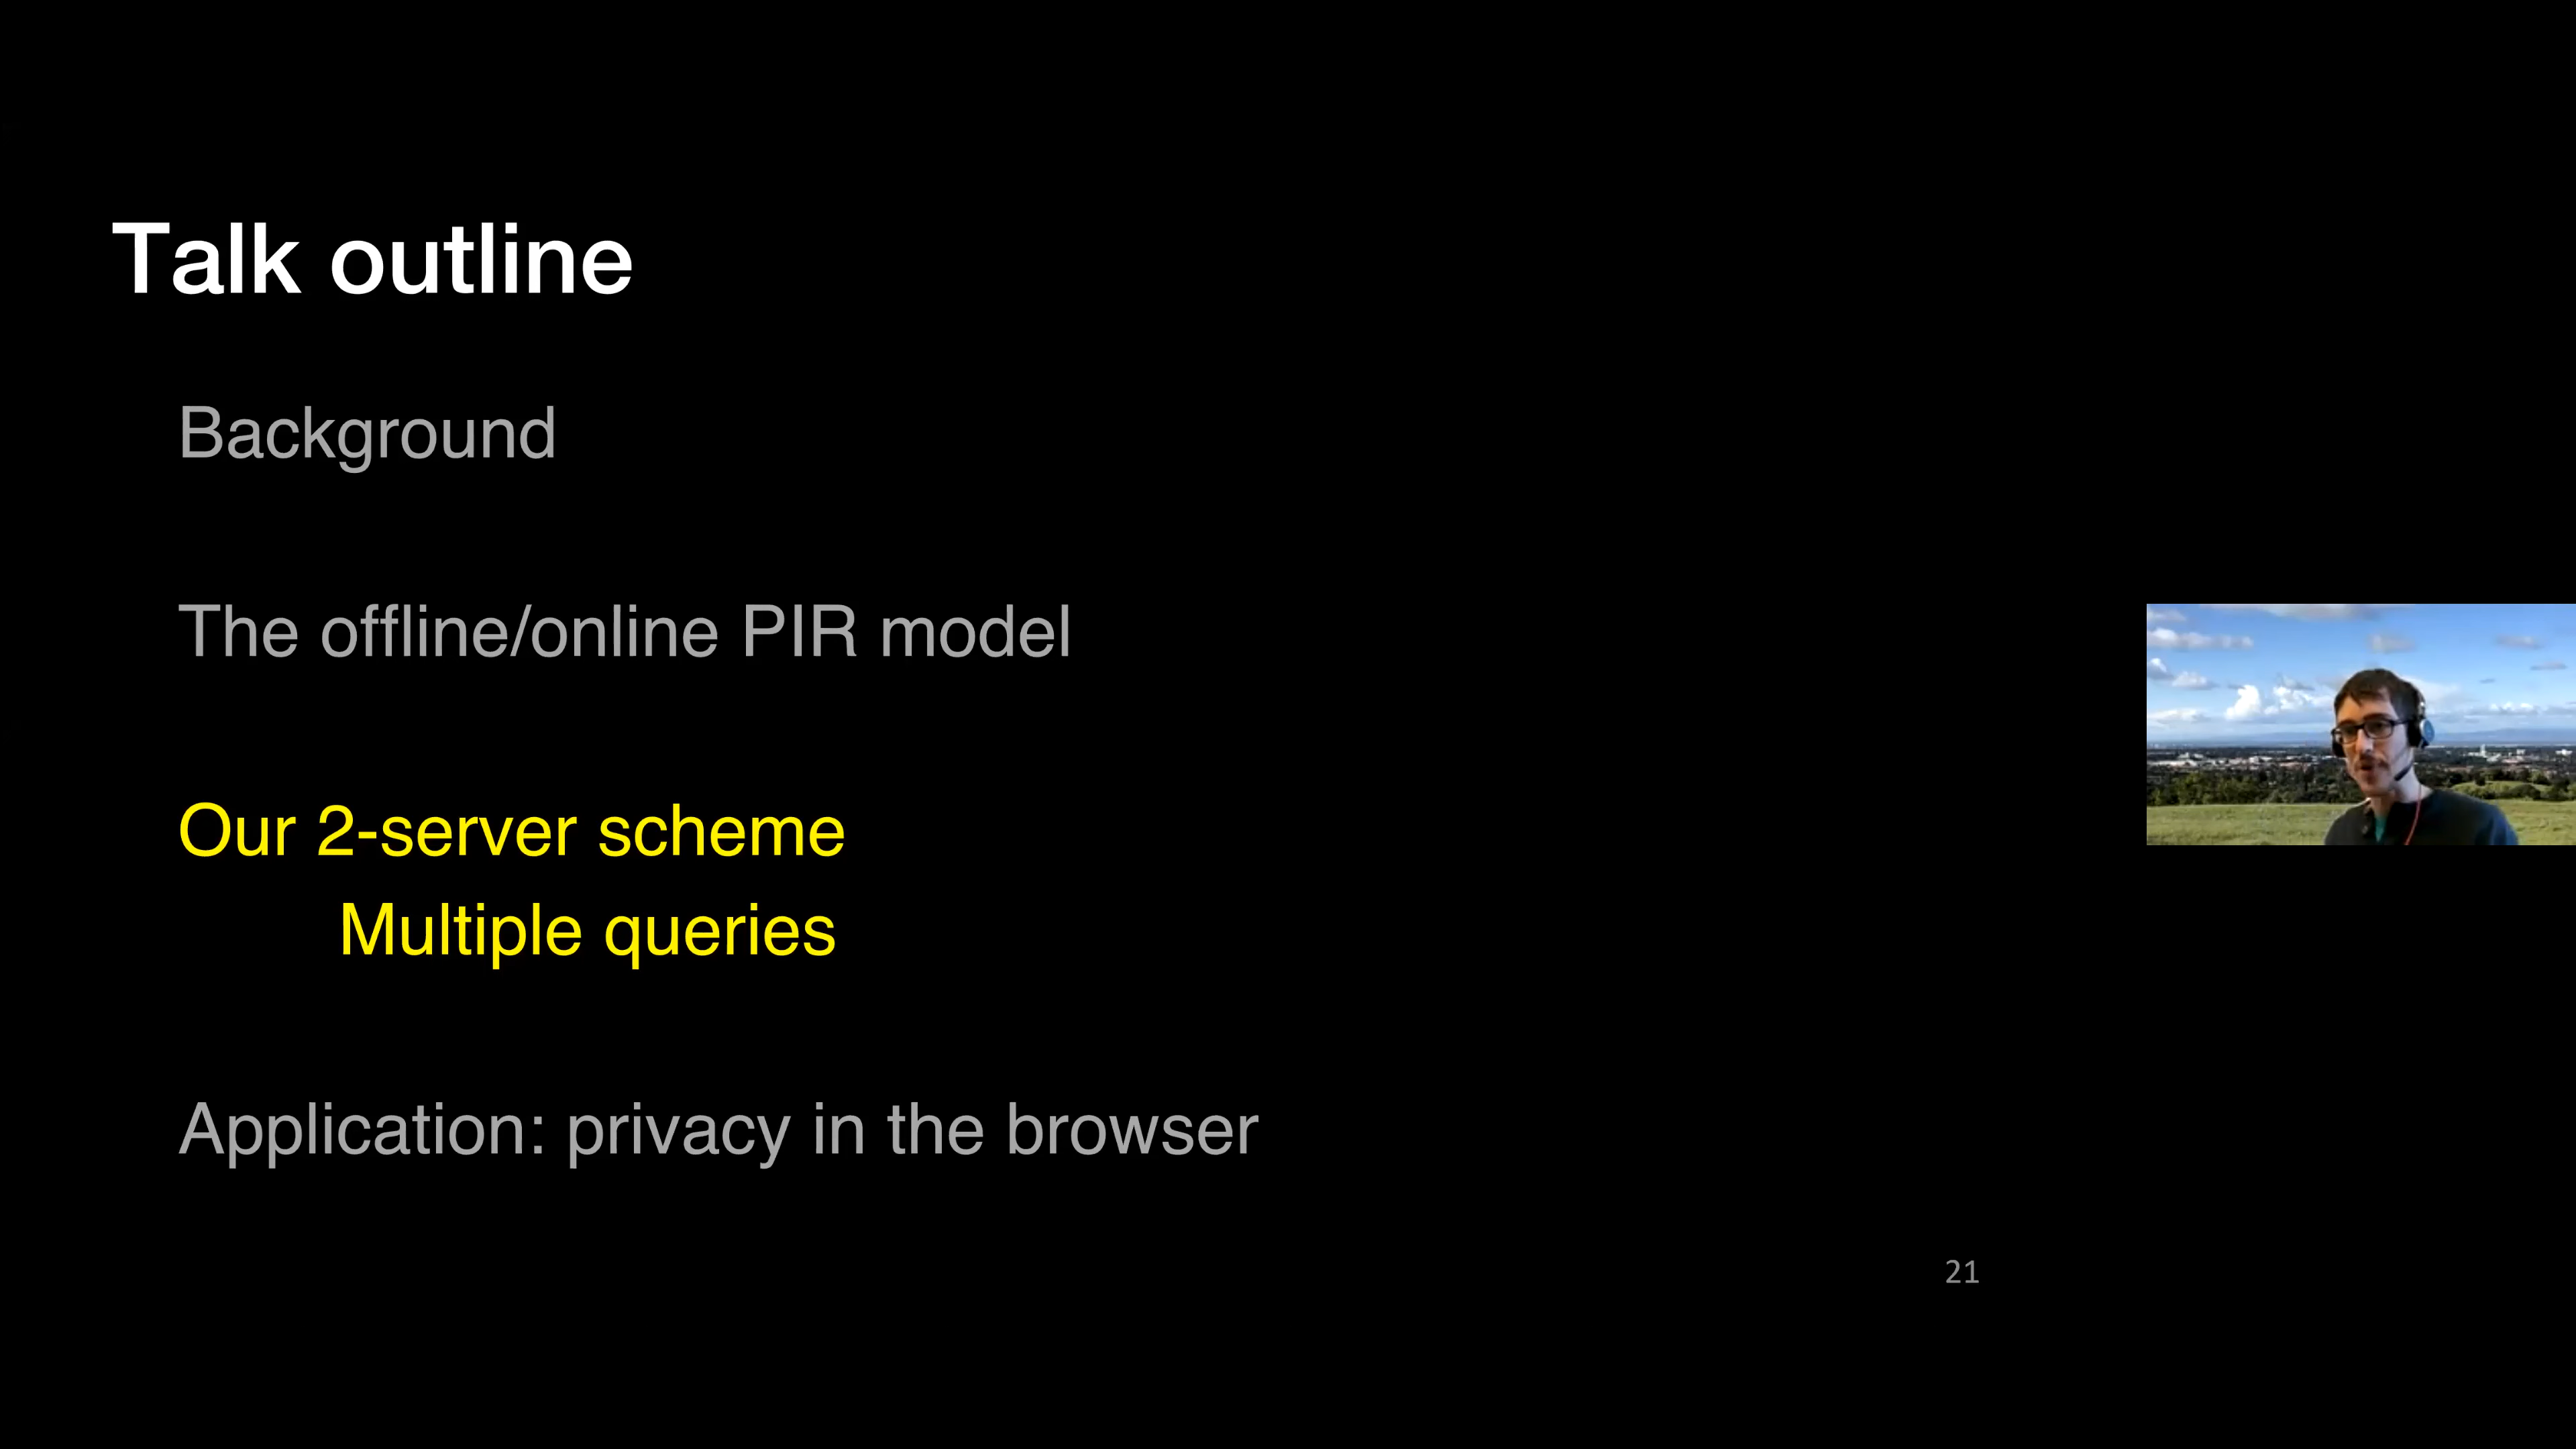 Talk outline
Background
The offline/online PIR model
Our 2-server scheme
Multiple queries
Application: privacy in the browser
21